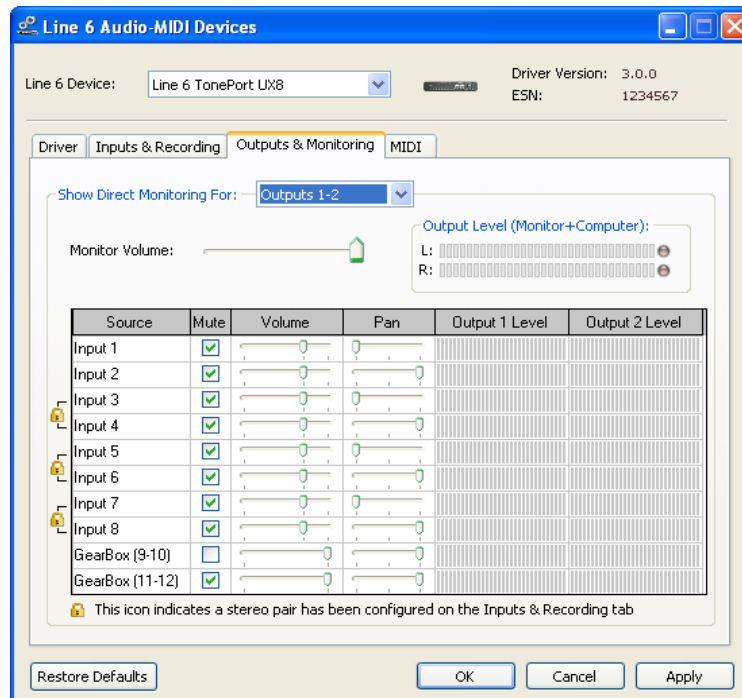 Line 6 Audio-MIDI Devices
Line 6 Device: Line 6 TonePort UX8 Driver Version: 3.0.0
ESN: 1234567
Driver Inputs & Recording Outputs & Monitoring MIDI
Show Direct Monitoring For: Outputs 1-2
Output Level (Monitor+Computer):
Monitor Volume: L:
R:
Source Mute Volume Pan Output 1 Level Output 2 Level
Input 1
Input 2
Input 3
Input 4
Input 5
Input 6
Input 7
Input 8
GearBox (9-10)
GearBox (11-12)
This icon indicates a stereo pair has been configured on the Inputs & Recording tab
Restore Defaults OK Cancel Apply